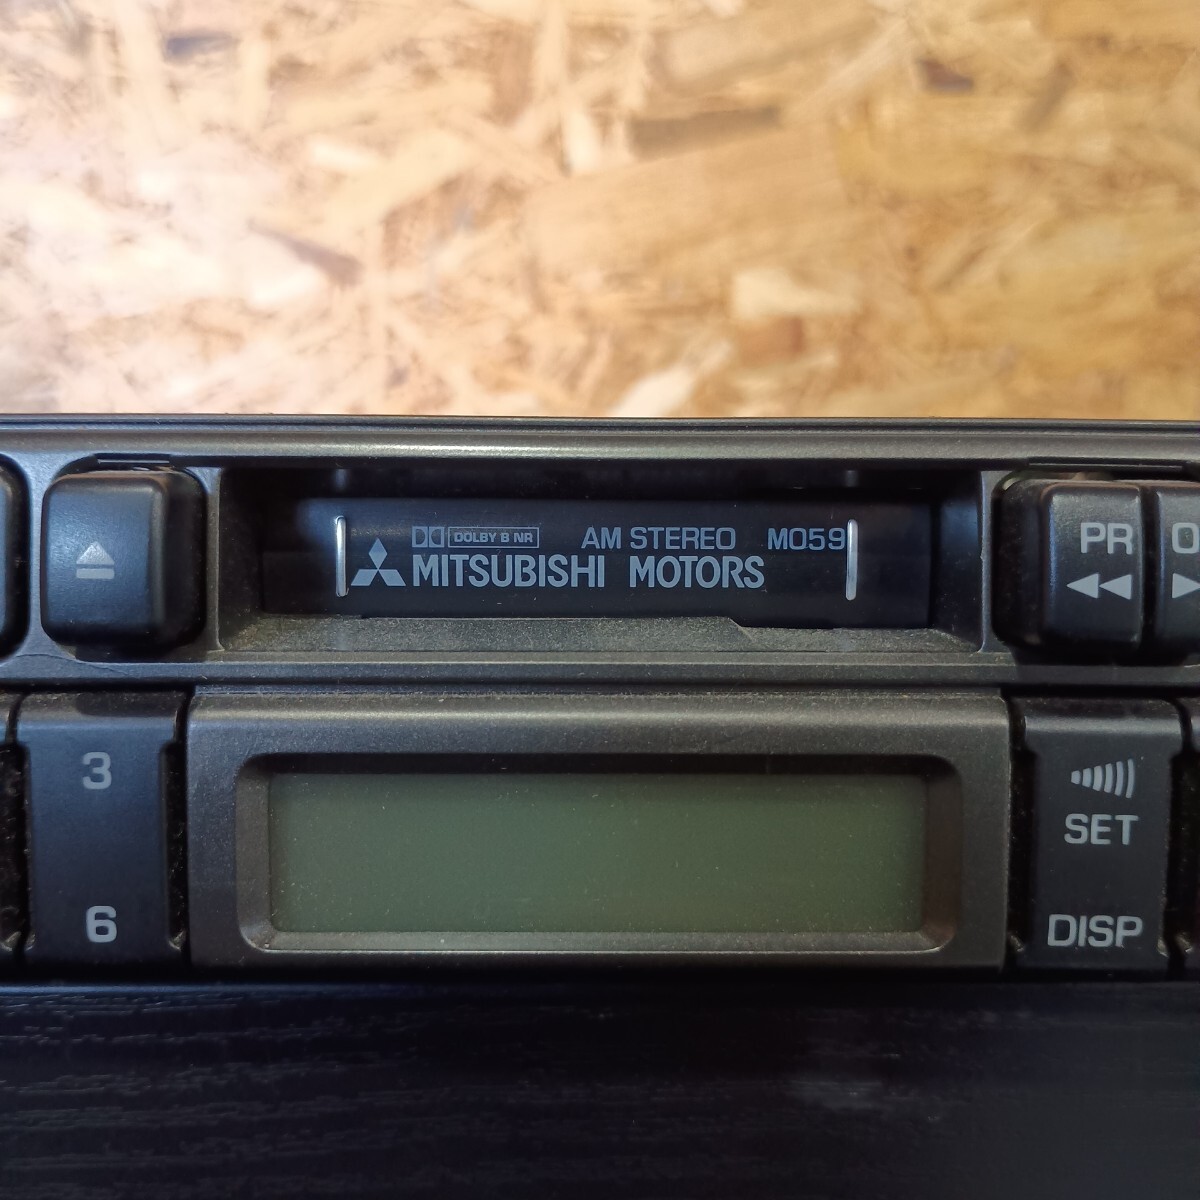 DOLBY B NR AM STEREO M059
MITSUBISHI MOTORS
PR
3
6
SET
DISP